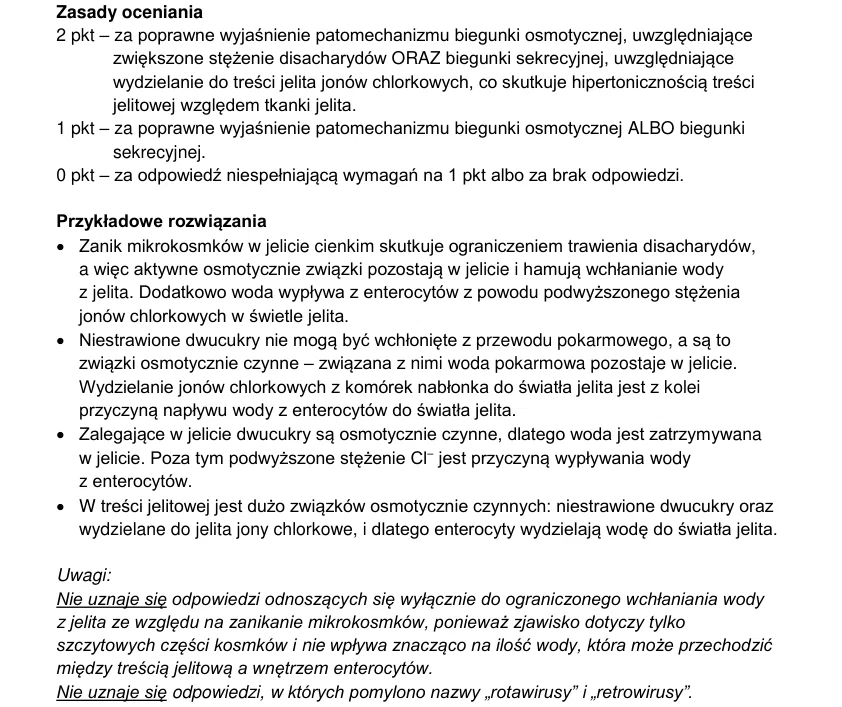 Zasady oceniania
2 pkt – za poprawne wyjaśnienie patomechanizmu biegunki osmotycznej, uwzględniające
zwiększone stężenie disacharydów ORAZ biegunki sekrecyjnej, uwzględniające
wydzielanie do treści jelita jonów chlorkowych, co skutkuje hipertonicznością treści
jelitowej względem tkanki jelita.
1 pkt – za poprawne wyjaśnienie patomechanizmu biegunki osmotycznej ALBO biegunki
sekrecyjnej.
0 pkt – za odpowiedź niespełniającą wymagań na 1 pkt albo za brak odpowiedzi.
Przykładowe rozwiązania
• Zanik mikrokosmków w jelicie cienkim skutkuje ograniczeniem trawienia disacharydów,
a więc aktywne osmotycznie związki pozostają w jelicie i hamują wchłanianie wody
z jelita. Dodatkowo woda wypływa z enterocytów z powodu podwyższonego stężenia
jonów chlorkowych w świetle jelita.
• Niestrawione dwucukry nie mogą być wchłonięte z przewodu pokarmowego, a są to
związki osmotycznie czynne – związana z nimi woda pokarmowa pozostaje w jelicie.
Wydzielanie jonów chlorkowych z komórek nabłonka do światła jelita jest z kolei
przyczyną napływu wody z enterocytów do światła jelita.
• Zalegające w jelicie dwucukry są osmotycznie czynne, dlatego woda jest zatrzymywana
w jelicie. Poza tym podwyższone stężenie Cl⁻ jest przyczyną wypływania wody
z enterocytów.
• W treści jelitowej jest dużo związków osmotycznie czynnych: niestrawione dwucukry oraz
wydzielane do jelita jony chlorkowe, i dlatego enterocyty wydzielają wodę do światła jelita.
Uwagi:
Nie uznaje się odpowiedzi odnoszących się wyłącznie do ograniczonego wchłaniania wody
z jelita ze względu na zanikanie mikrokosmków, ponieważ zjawisko dotyczy tylko
szczytowych części kosmków i nie wpływa znacząco na ilość wody, która może przechodzić
między treścią jelitową a wnętrzem enterocytów.
Nie uznaje się odpowiedzi, w których pomylono nazwy „rotawirusy” i „retrowirusy”.